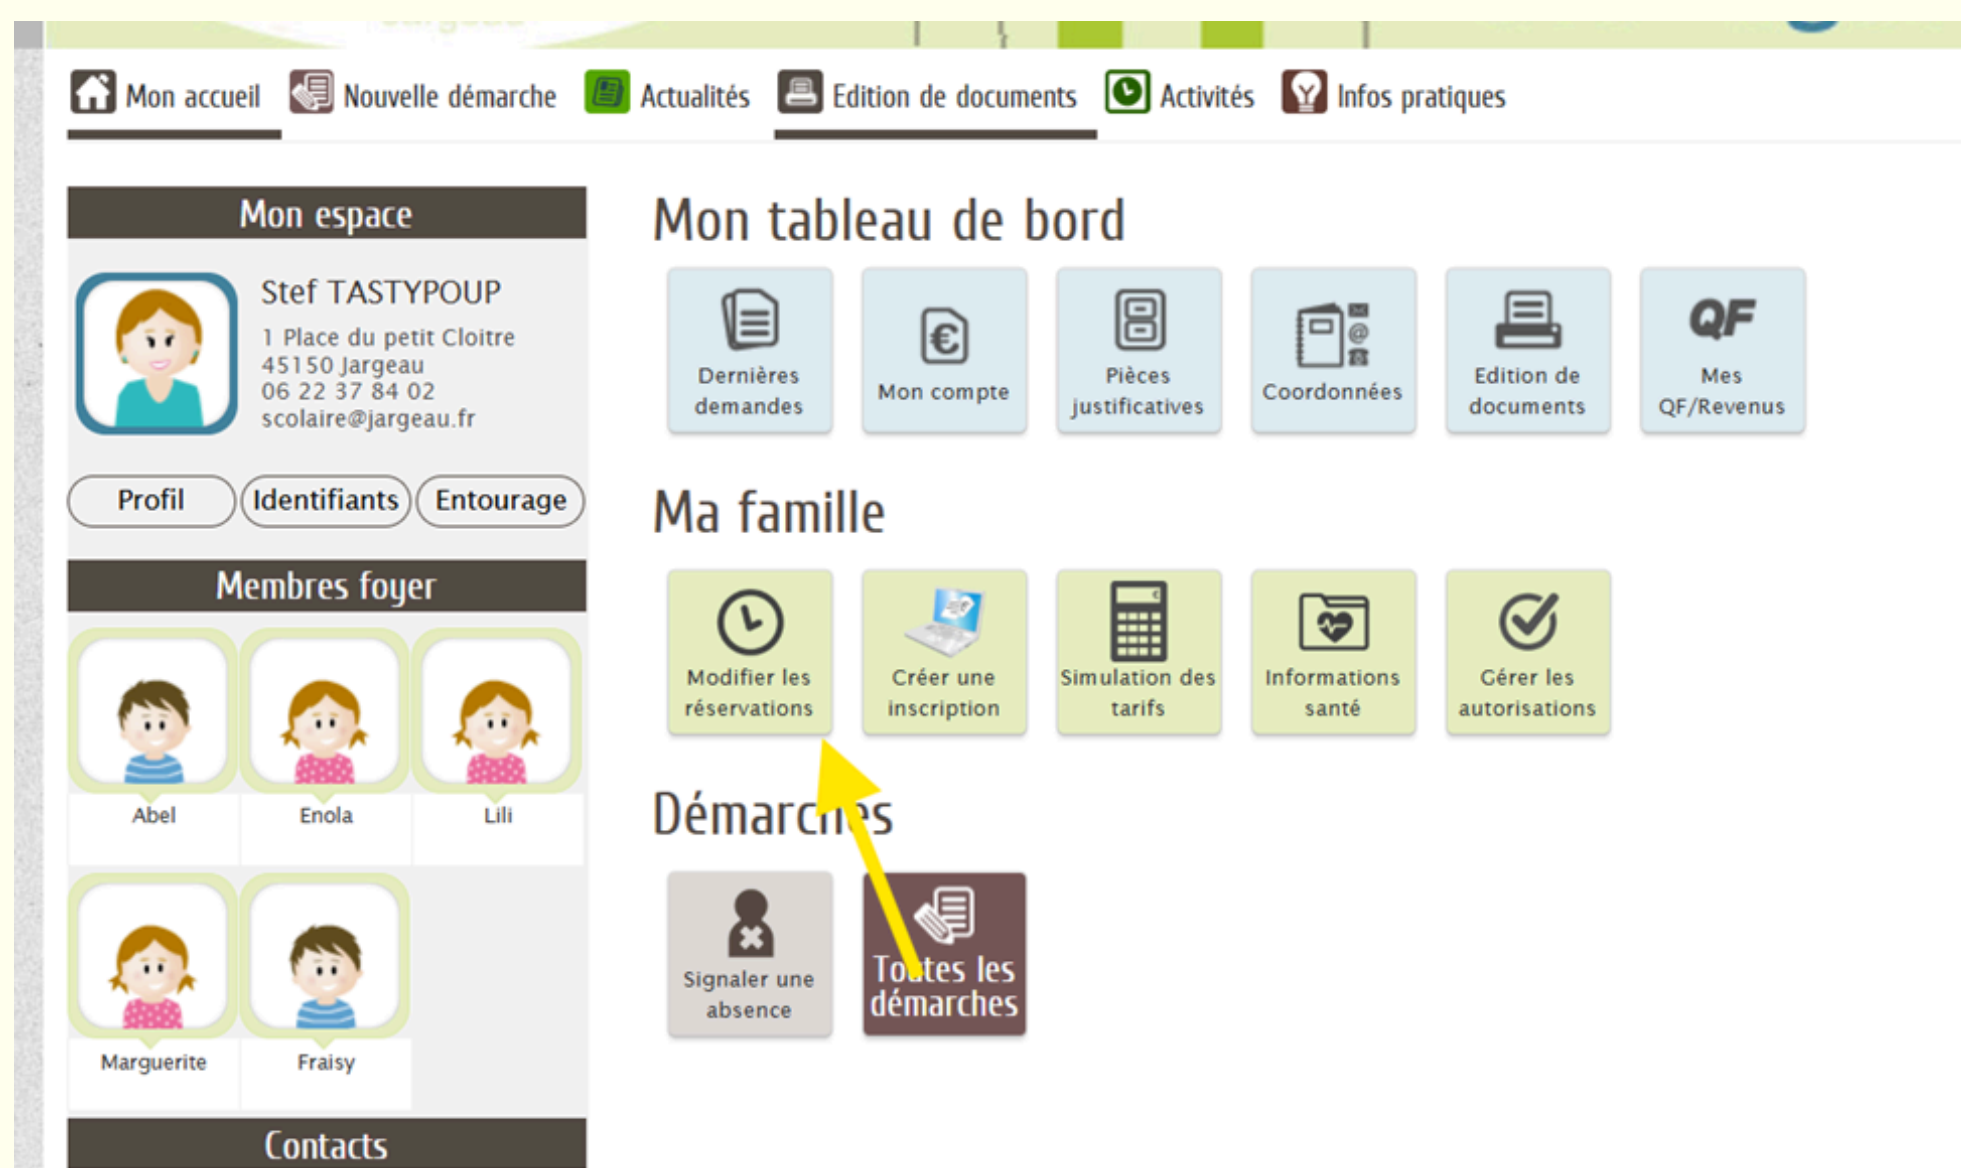 Mon accueil
Nouvelle démarche
Actualités
Edition de documents
Activités
Infos pratiques
Mon espace
Stef TASTYPOUP
1 Place du petit Cloitre
45150 Jargeau
06 22 37 84 02
scolaire@jargeau.fr
Profil
Identifiants
Entourage
Membres foyer
Abel
Enola
Lili
Marguerite
Fraisy
Contacts
Mon tableau de bord
Dernières
demandes
€
Mon compte
Pièces
justificatives
@
Coordonnées
Edition de
documents
QF
Mes
QF/Revenus
Ma famille
Modifier les
réservations
Créer une
inscription
Simulation des
tarifs
Informations
santé
Gérer les
autorisations
Démarches
Signaler une
absence
Toutes les
démarches